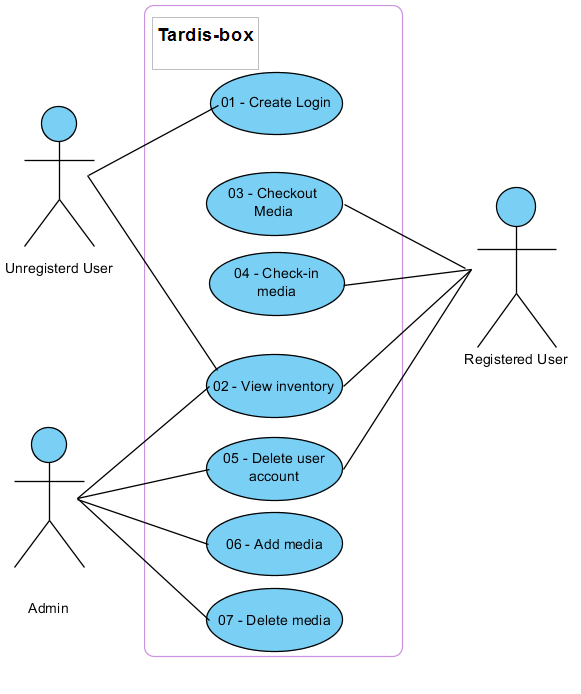 Tardis-box
01 - Create Login
03 - Checkout
Media
04 - Check-in
media
Unregisterd User
Registered User
02 - View inventory
05 - Delete user
account
06 - Add media
Admin
07 - Delete media